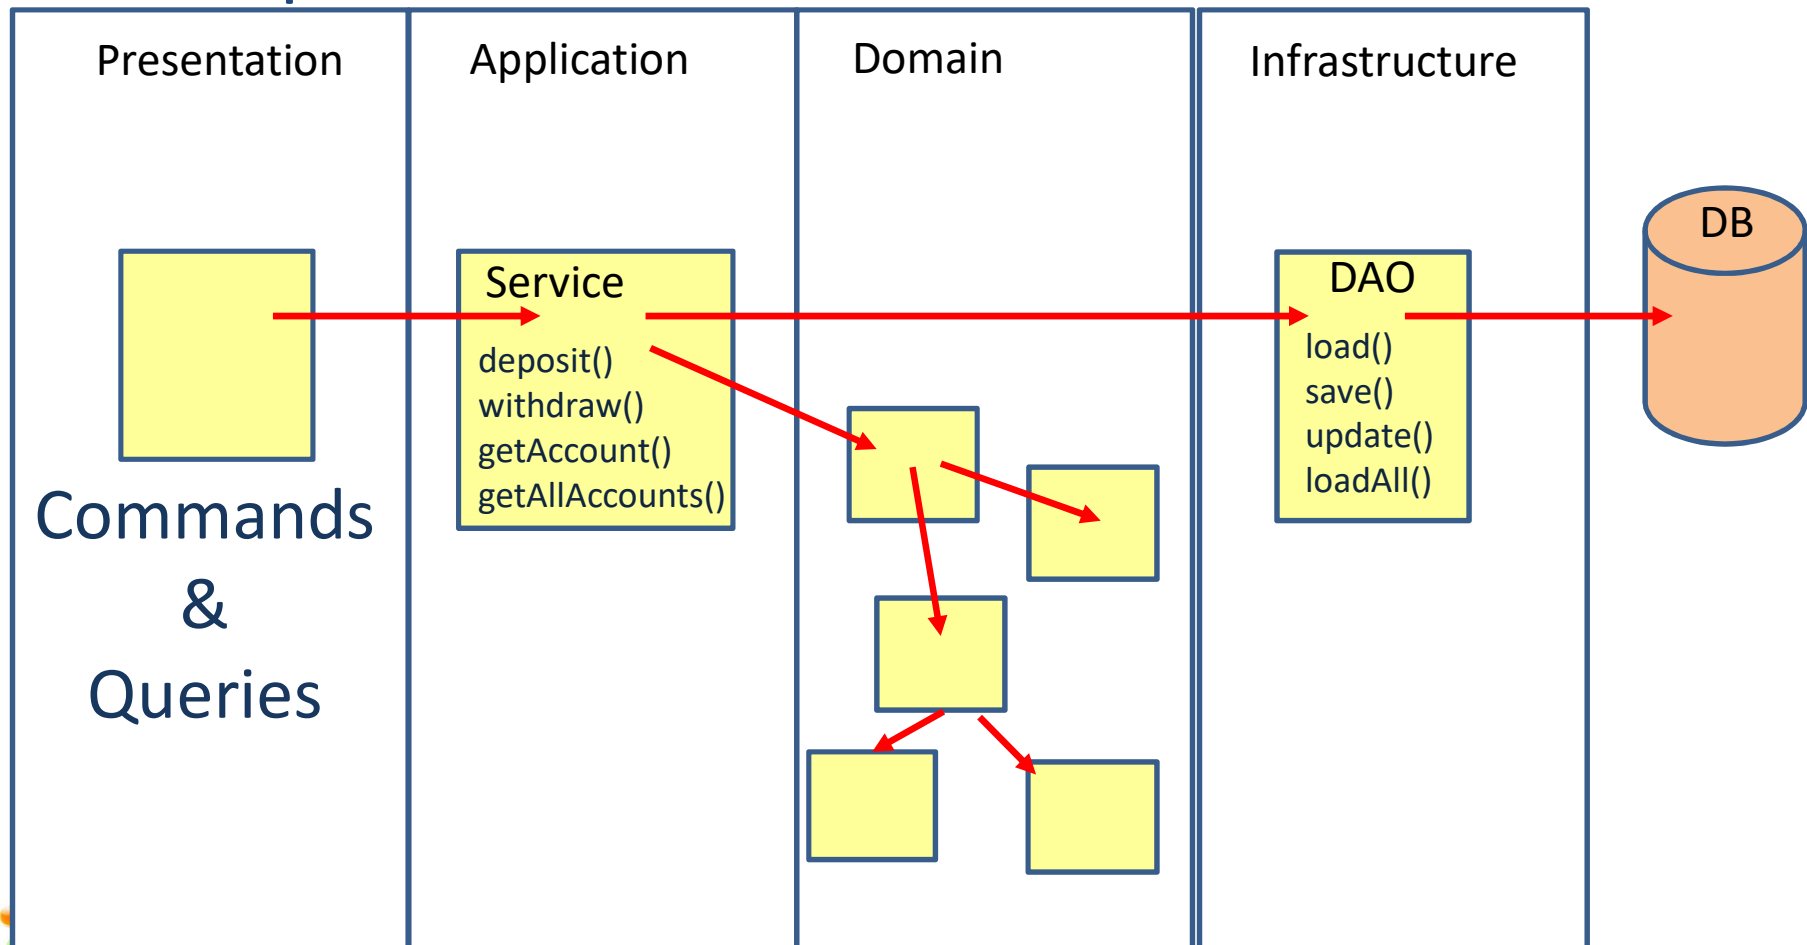 Presentation
Application
Domain
Infrastructure
DB
Service
deposit()
withdraw()
getAccount()
getAllAccounts()
DAO
load()
save()
update()
loadAll()
Commands
&
Queries